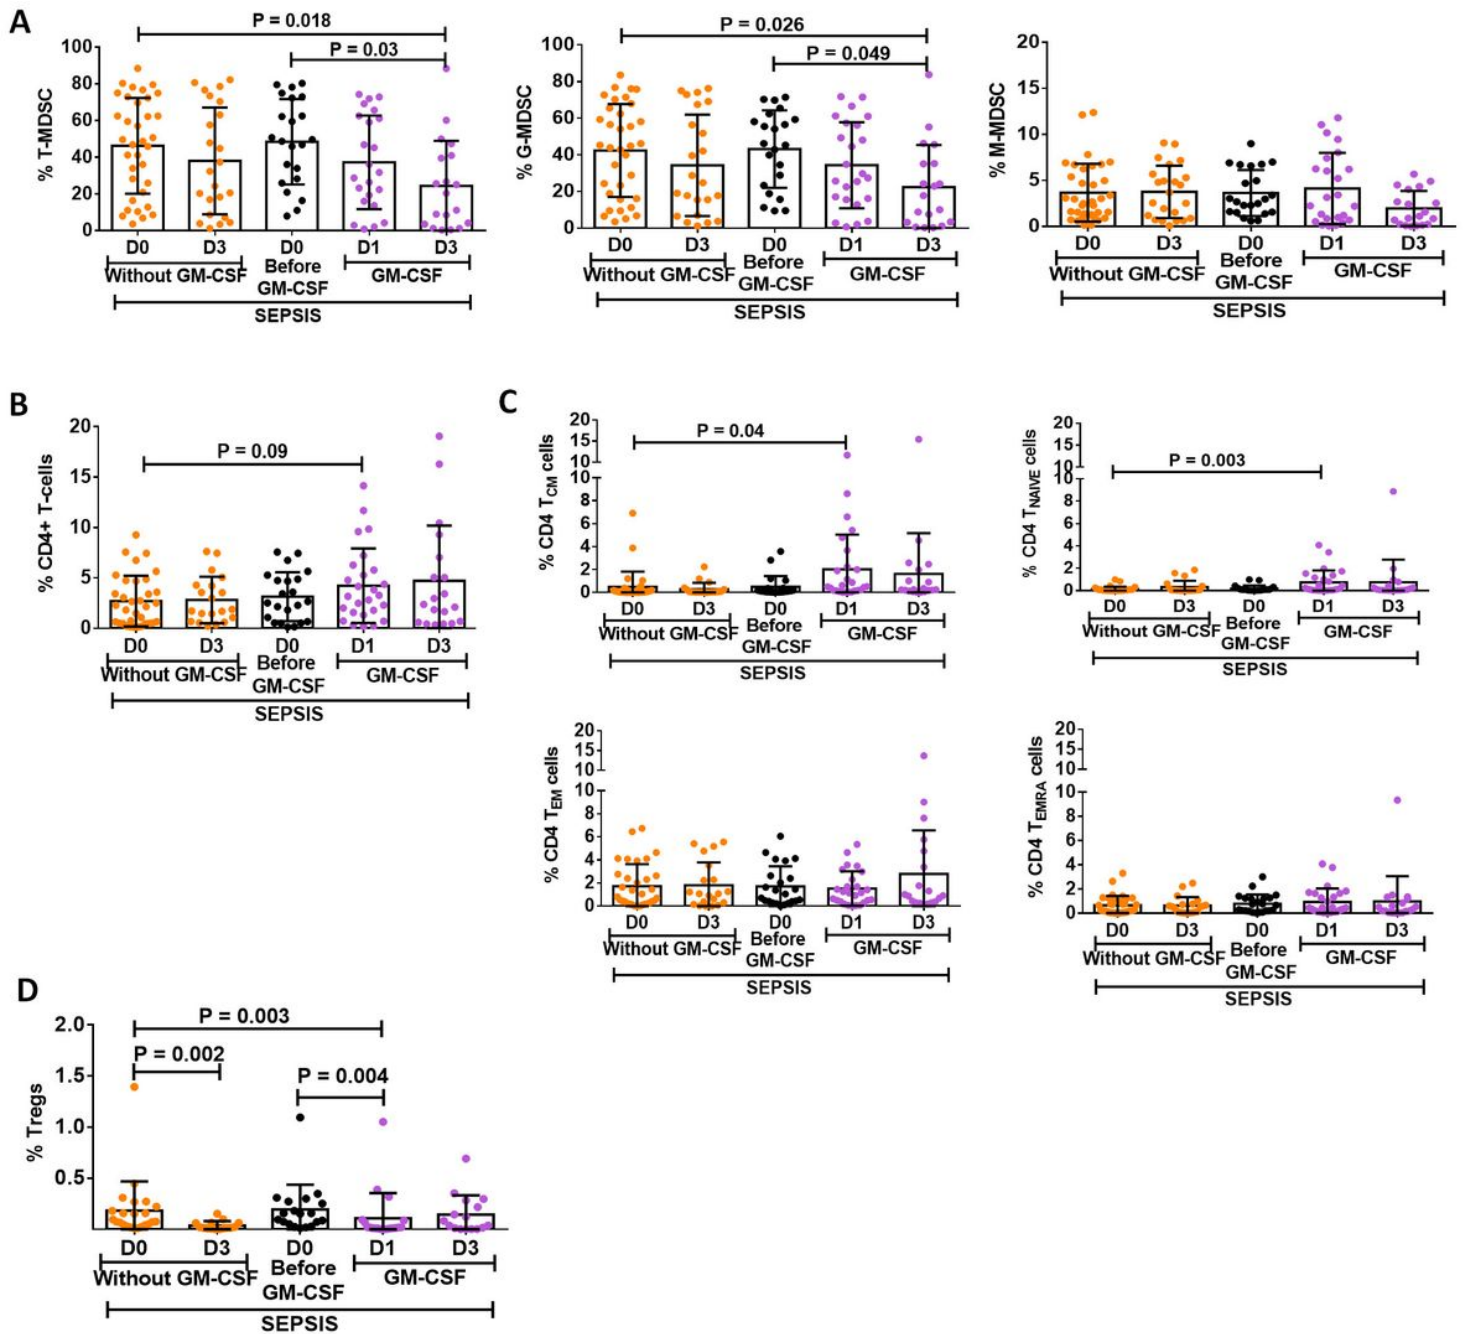 A
P = 0.018
P = 0.03
% T-MDSC
100
80
60
40
20
0
D0 D3 D0 D1 D3
Without GM-CSF
Before
GM-CSF
GM-CSF
SEPSIS
P = 0.026
P = 0.049
% G-MDSC
100
80
60
40
20
0
D0 D3 D0 D1 D3
Without GM-CSF
Before
GM-CSF
GM-CSF
SEPSIS
% M-MDSC
20
15
10
5
0
D0 D3 D0 D1 D3
Without GM-CSF
Before
GM-CSF
GM-CSF
SEPSIS
B
P = 0.09
% CD4+ T-cells
20
15
10
5
0
D0 D3 D0 D1 D3
Without GM-CSF
Before
GM-CSF
GM-CSF
SEPSIS
C
P = 0.04
% CD4 TCM cells
20
15
10
10
8
6
4
2
0
D0 D3 D0 D1 D3
Without GM-CSF
Before
GM-CSF
GM-CSF
SEPSIS
P = 0.003
% CD4 TNAIVE cells
20
15
10
10
8
6
4
2
0
D0 D3 D0 D1 D3
Without GM-CSF
Before
GM-CSF
GM-CSF
SEPSIS
% CD4 TEM cells
20
15
10
10
8
6
4
2
0
D0 D3 D0 D1 D3
Without GM-CSF
Before
GM-CSF
GM-CSF
SEPSIS
% CD4 TEMRA cells
20
15
10
10
8
6
4
2
0
D0 D3 D0 D1 D3
Without GM-CSF
Before
GM-CSF
GM-CSF
SEPSIS
D
P = 0.003
P = 0.002
P = 0.004
% Tregs
2.0
1.5
1.0
0.5
D0 D3 D0 D1 D3
Without GM-CSF
Before
GM-CSF
GM-CSF
SEPSIS